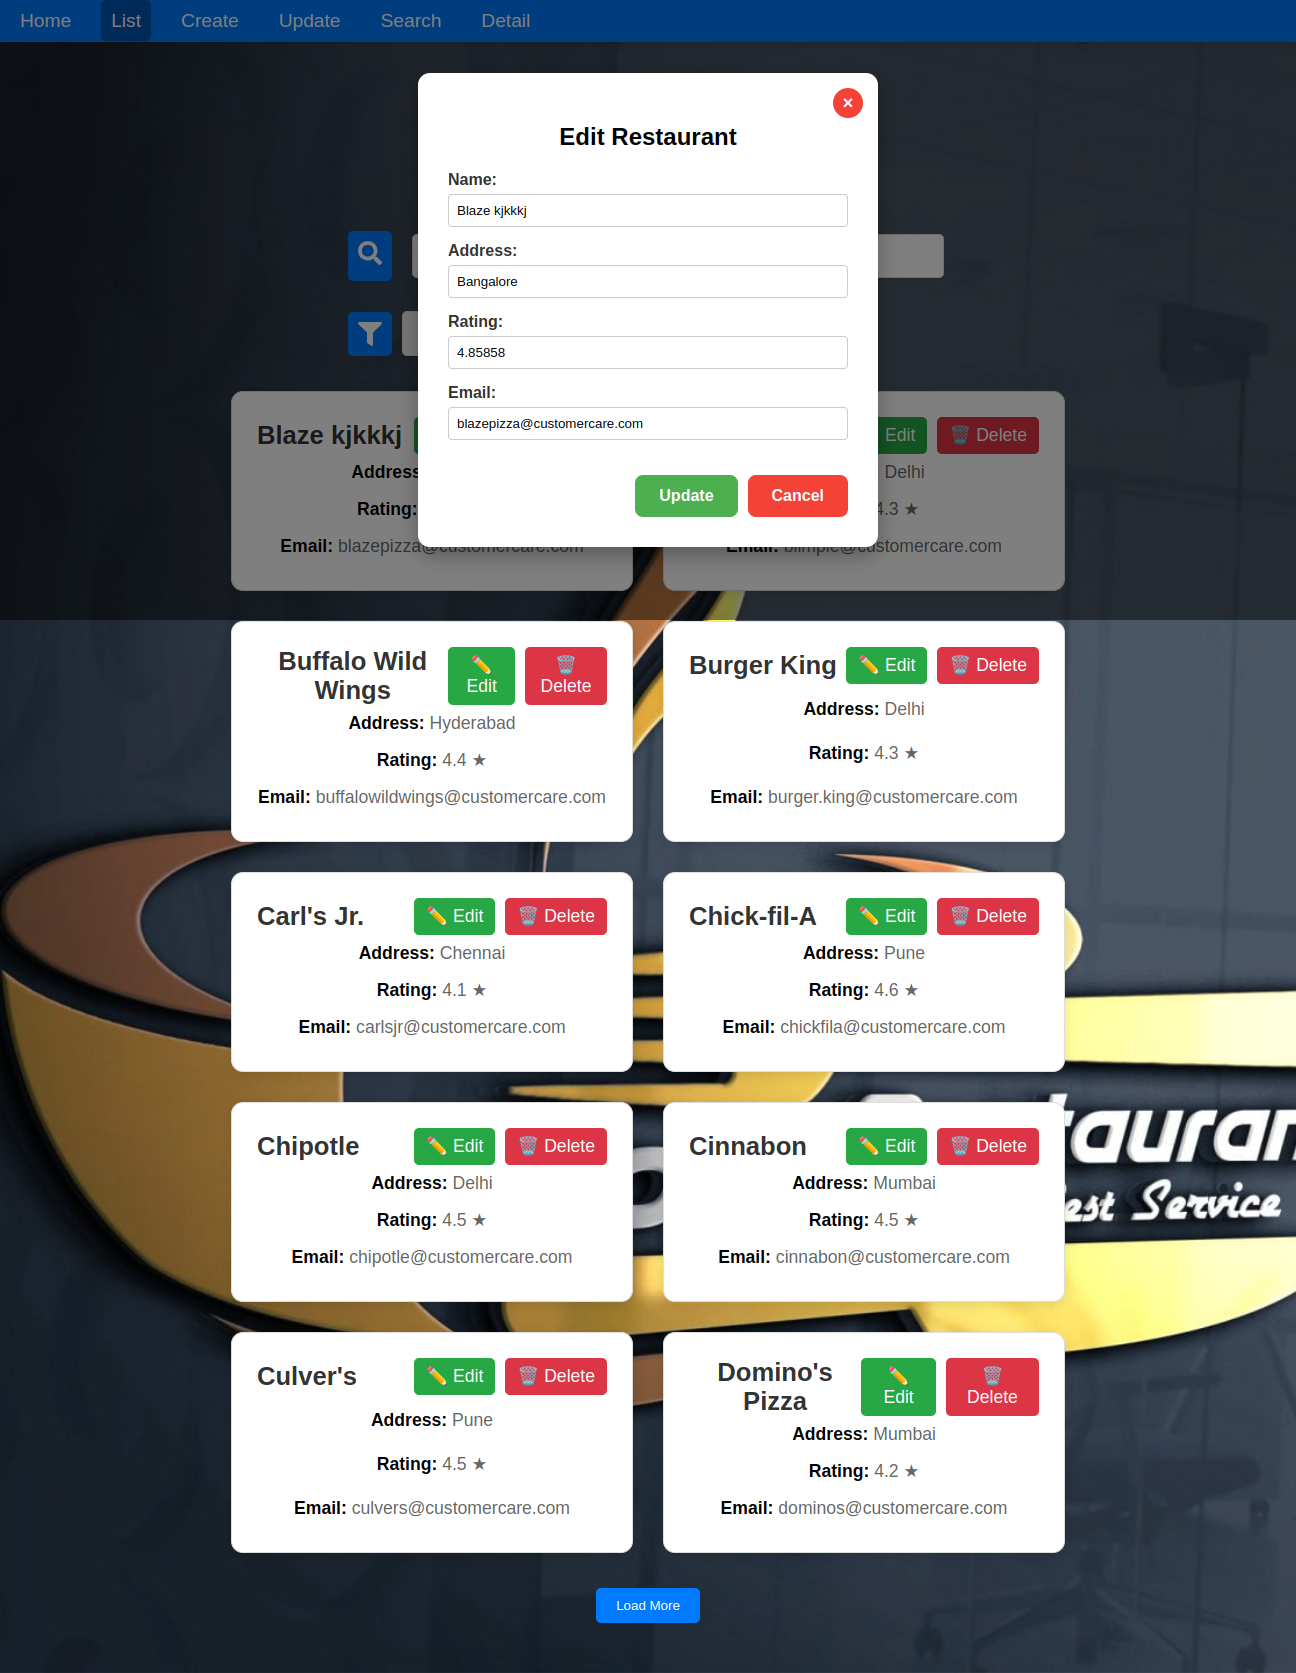 Home List Create Update Search Detail
×
Edit Restaurant
Name:
Blaze kjkkkj
Address:
Bangalore
Rating:
4.85858
Email:
blazepizza@customercare.com
Update Cancel
Blaze kjkkkj
Address
Rating:
Email: blazepizza@customercare.com
Edit 🗑️ Delete
Delhi
4.3 ★
Email: blimpie@customercare.com
Buffalo Wild
Wings
✏️ Edit
🗑️ Delete
Address: Hyderabad
Rating: 4.4 ★
Email: buffalowildwings@customercare.com
Burger King ✏️ Edit 🗑️ Delete
Address: Delhi
Rating: 4.3 ★
Email: burger.king@customercare.com
Carl's Jr. ✏️ Edit 🗑️ Delete
Address: Chennai
Rating: 4.1 ★
Email: carlsjr@customercare.com
Chick-fil-A ✏️ Edit 🗑️ Delete
Address: Pune
Rating: 4.6 ★
Email: chickfila@customercare.com
Chipotle ✏️ Edit 🗑️ Delete
Address: Delhi
Rating: 4.5 ★
Email: chipotle@customercare.com
Cinnabon ✏️ Edit 🗑️ Delete
Address: Mumbai
Rating: 4.5 ★
Email: cinnabon@customercare.com
tauran
est Service
Culver's ✏️ Edit 🗑️ Delete
Address: Pune
Rating: 4.5 ★
Email: culvers@customercare.com
Domino's
Pizza
✏️ Edit
🗑️ Delete
Address: Mumbai
Rating: 4.2 ★
Email: dominos@customercare.com
Load More